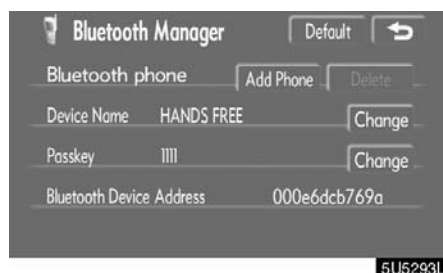 Bluetooth Manager Default
Bluetooth phone Add Phone Delete
Device Name HANDS FREE Change
Passkey 1111 Change
Bluetooth Device Address 000e6dcb769a
5U5293I